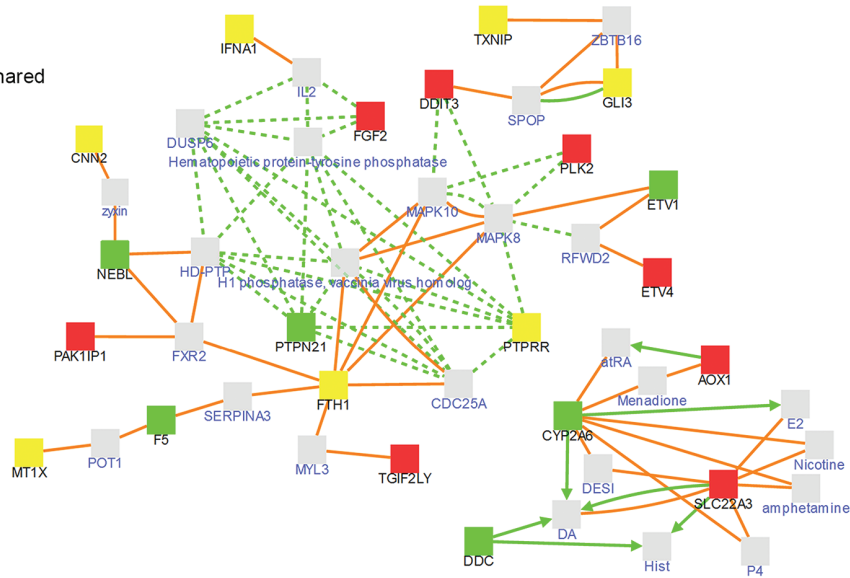 IFNA1
TXNIP
ZBTB16
hared
IL2
DDIT3
GLI3
SPOP
FGF2
DUSP6
CNN2
Hematopoietic protein-tyrosine phosphatase
PLK2
zyxin
MAPK10
ETV1
MAPK8
RFWD2
NEBL
HD-PTP
H1 phosphatase, vaccinia virus homolog
ETV4
PAK1IP1
FXR2
PTPN21
PTPRR
atRA
AOX1
FTH1
CDC25A
Menadione
SERPINA3
E2
CYP2A6
F5
POT1
MT1X
MYL3
TGIF2LY
Nicotine
DESI
SLC22A3
amphetamine
DA
DDC
Hist
P4